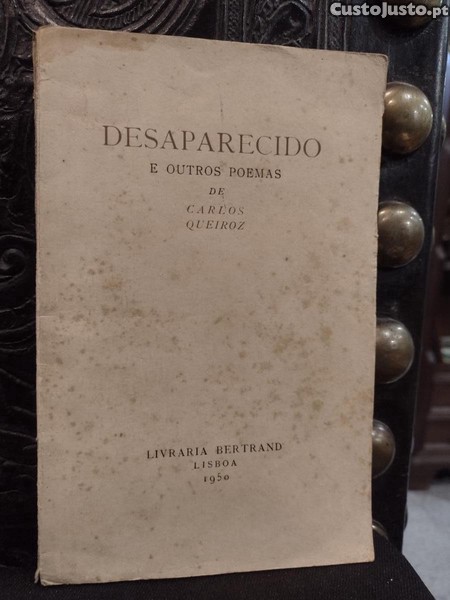 CustoJusto.pt
DESAPARECIDO
E OUTROS POEMAS
DE
CARLOS
QUEIROZ
LIVRARIA BERTRAND
LISBOA
1950